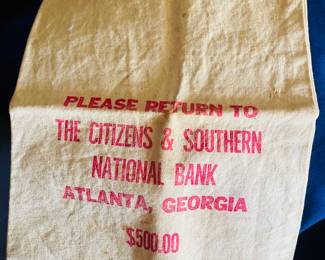 PLEASE RETURN TO
THE CITIZENS & SOUTHERN
NATIONAL BANK
ATLANTA, GEORGIA
$500.00